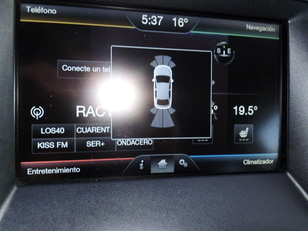 Teléfono
5:37 16°
Navegación
S E
Conecte un tel
RAC
19.5°
LOS40
CUARENT
KISS FM
SER+
ONDACERO
Entretenimiento
i
Climatizador